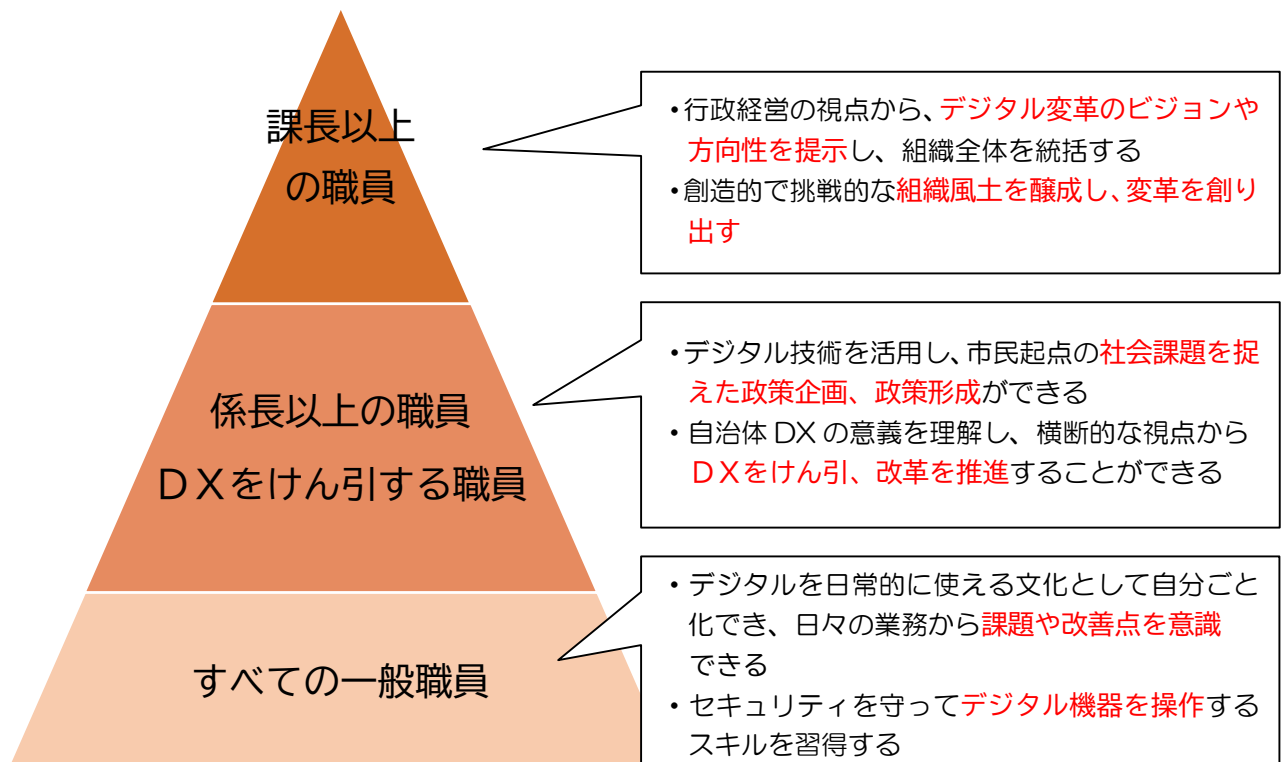 課長以上
の職員
・行政経営の視点から、デジタル変革のビジョンや
方向性を提示し、組織全体を統括する
・創造的で挑戦的な組織風土を醸成し、変革を創り
出す
係長以上の職員
ＤＸをけん引する職員
・デジタル技術を活用し、市民起点の社会課題を捉
えた政策企画、政策形成ができる
・自治体 DX の意義を理解し、横断的な視点から
ＤＸをけん引、改革を推進することができる
すべての一般職員
・デジタルを日常的に使える文化として自分ごと
化でき、日々の業務から課題や改善点を意識
できる
・セキュリティを守ってデジタル機器を操作する
スキルを習得する